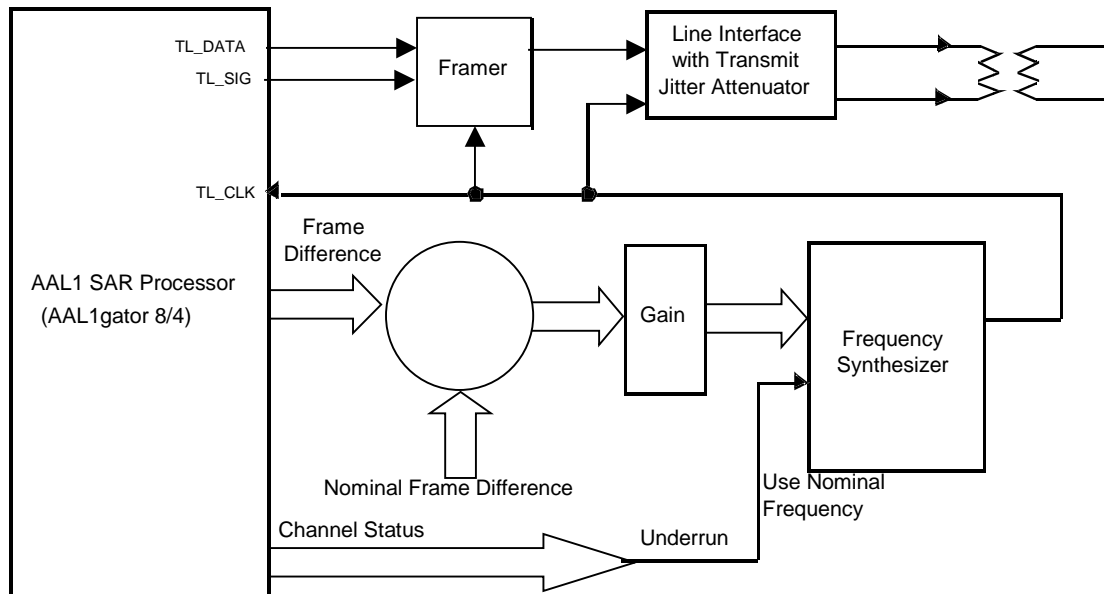 TL_DATA
TL_SIG
Framer
Line Interface
with Transmit
Jitter Attenuator
TL_CLK
Frame
Difference
AAL1 SAR Processor
(AAL1gator 8/4)
Gain
Frequency
Synthesizer
Nominal Frame Difference
Use Nominal
Frequency
Channel Status
Underrun